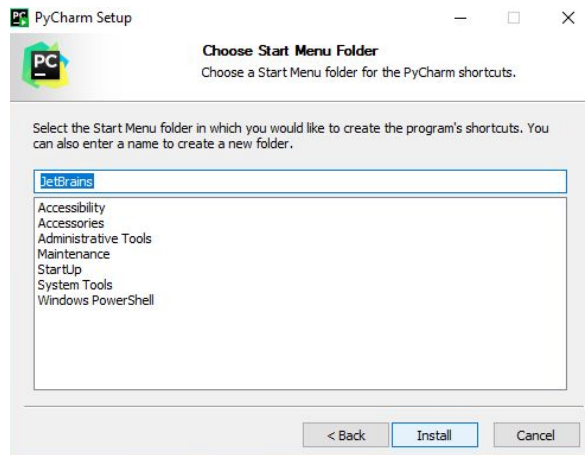 PyCharm Setup
PC
Choose Start Menu Folder
Choose a Start Menu folder for the PyCharm shortcuts.
Select the Start Menu folder in which you would like to create the program's shortcuts. You
can also enter a name to create a new folder.
JetBrains
Accessibility
Accessories
Administrative Tools
Maintenance
StartUp
System Tools
Windows PowerShell
< Back Install Cancel